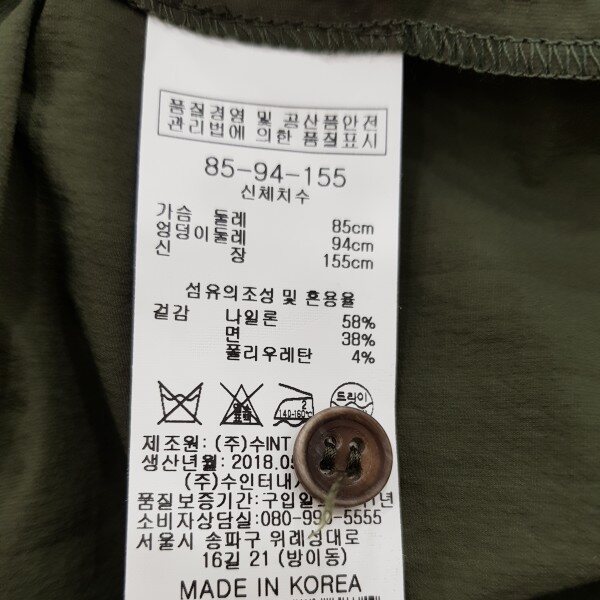 품질경영 및 공산품안전
관리법에 의한 품질표시
85-94-155
신체치수
가슴 둘레 85cm
엉덩이둘레 94cm
신 장 155cm
섬유의조성 및 혼용율
겉감 나일론 58%
면 38%
폴리우레탄 4%
2
140-160℃
드라이
제조원: (주)수INT
생산년월: 2018.0
(주)수인터내
품질보증기간: 구입일 년
소비자상담실:080-990-5555
서울시 송파구 위례성대로
16길 21 (방이동)
MADE IN KOREA